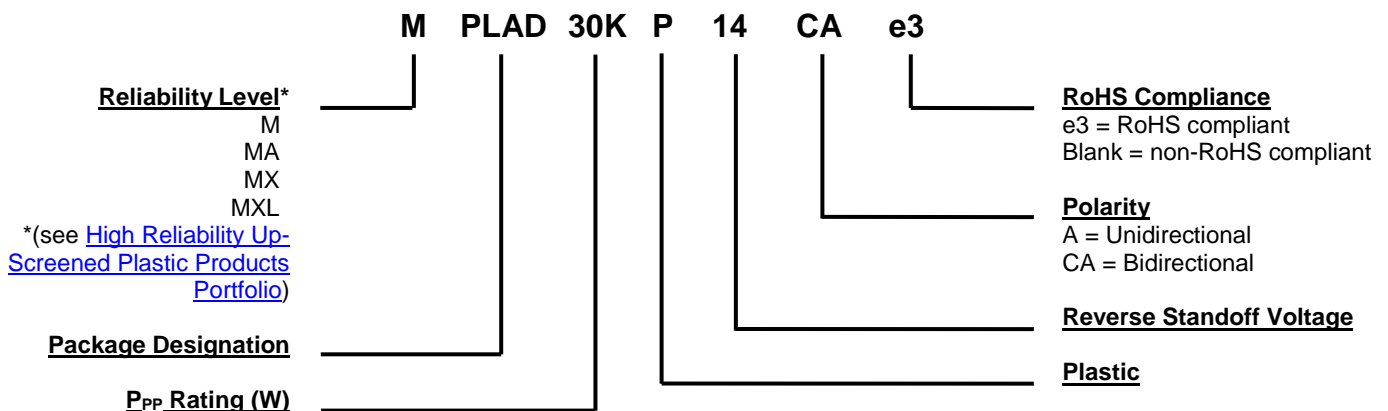 M PLAD 30K P 14 CA e3
Reliability Level*
M
MA
MX
MXL
*(see High Reliability Up-
Screened Plastic Products
Portfolio)
Package Designation
PPP Rating (W)
RoHS Compliance
e3 = RoHS compliant
Blank = non-RoHS compliant
Polarity
A = Unidirectional
CA = Bidirectional
Reverse Standoff Voltage
Plastic